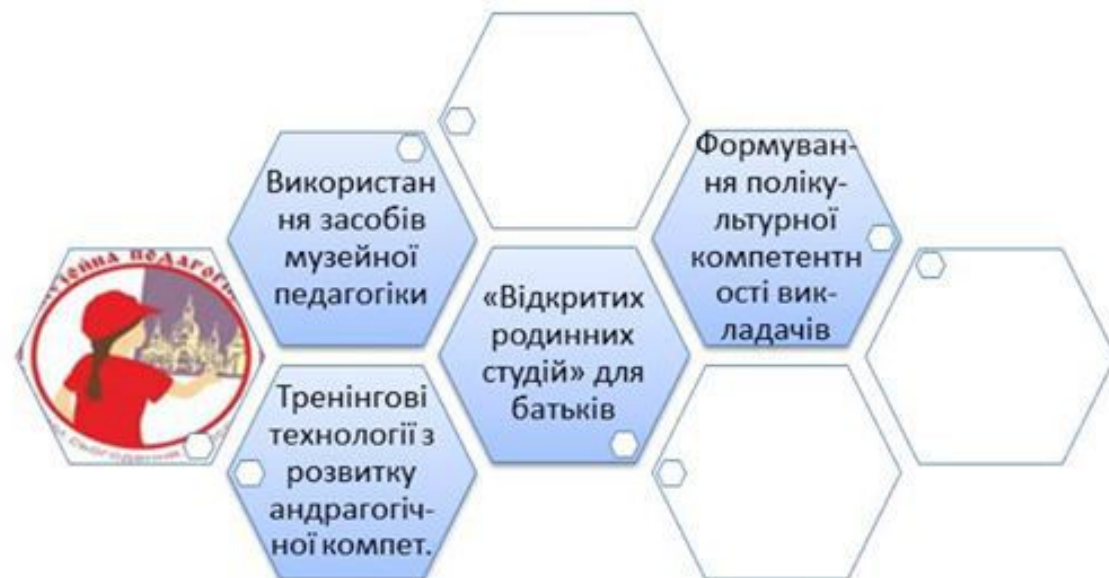 Використан
ня засобів
музейної
педагогіки
Формуван-
ня поліку-
льтурної
компетентн
ості вик-
ладачів
«Відкритих
родинних
студій» для
батьків
Тренінгові
технології з
розвитку
андрагогіч-
ної компет.